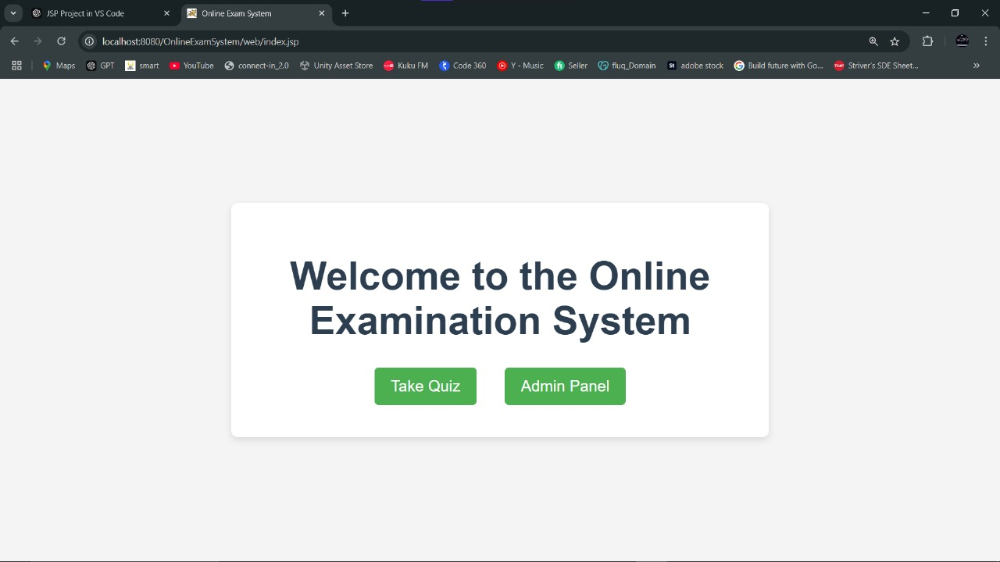 JSP Project in VS Code
Online Exam System
localhost:8080/OnlineExamSystem/web/index.jsp
Maps
GPT
smart
YouTube
connect-in_2.0
Unity Asset Store
Kuku FM
Code 360
Y - Music
Seller
fluq_Domain
St
adobe stock
Build future with Go...
Striver's SDE Sheet...
Welcome to the Online
Examination System
Take Quiz
Admin Panel